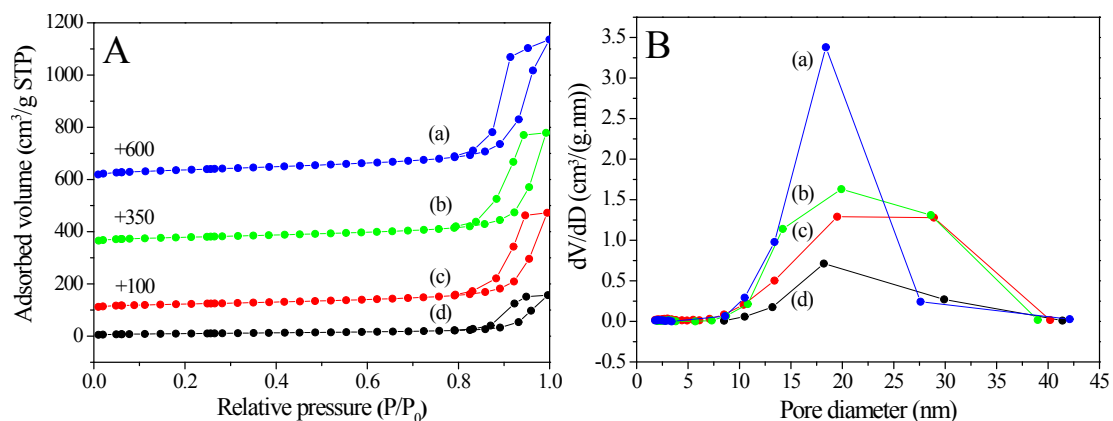 A
Adsorbed volume (cm³/g STP)
1200
1000
800
600
400
200
0
+600
+350
+100
(a)
(b)
(c)
(d)
0.0 0.2 0.4 0.6 0.8 1.0
Relative pressure (P/P₀)
B
dV/dD (cm³/(g.nm))
3.5
3.0
2.5
2.0
1.5
1.0
0.5
0.0
-0.5
(a)
(b)
(c)
(d)
0 5 10 15 20 25 30 35 40 45
Pore diameter (nm)